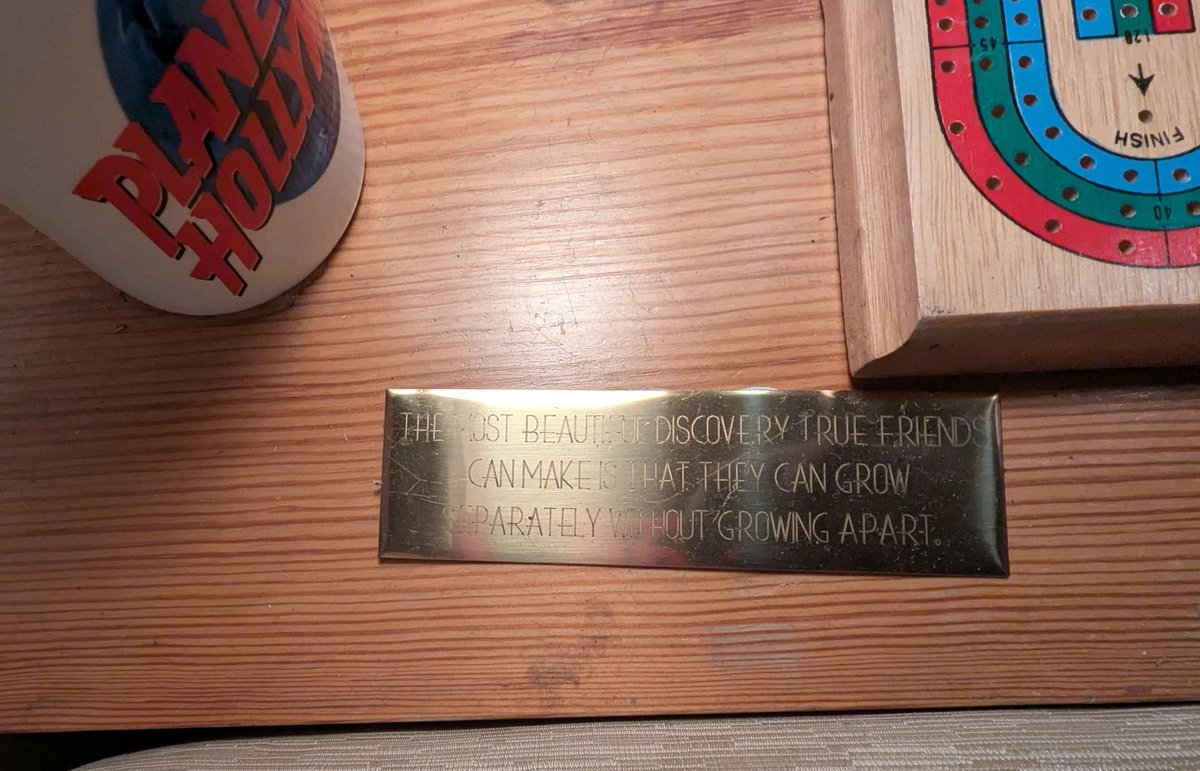 PLANE
HOLLY
45
120
FINISH
40
THE MOST BEAUTIFUL DISCOVERY TRUE FRIENDS
CAN MAKE IS THAT THEY CAN GROW
SEPARATELY WITHOUT GROWING APART.